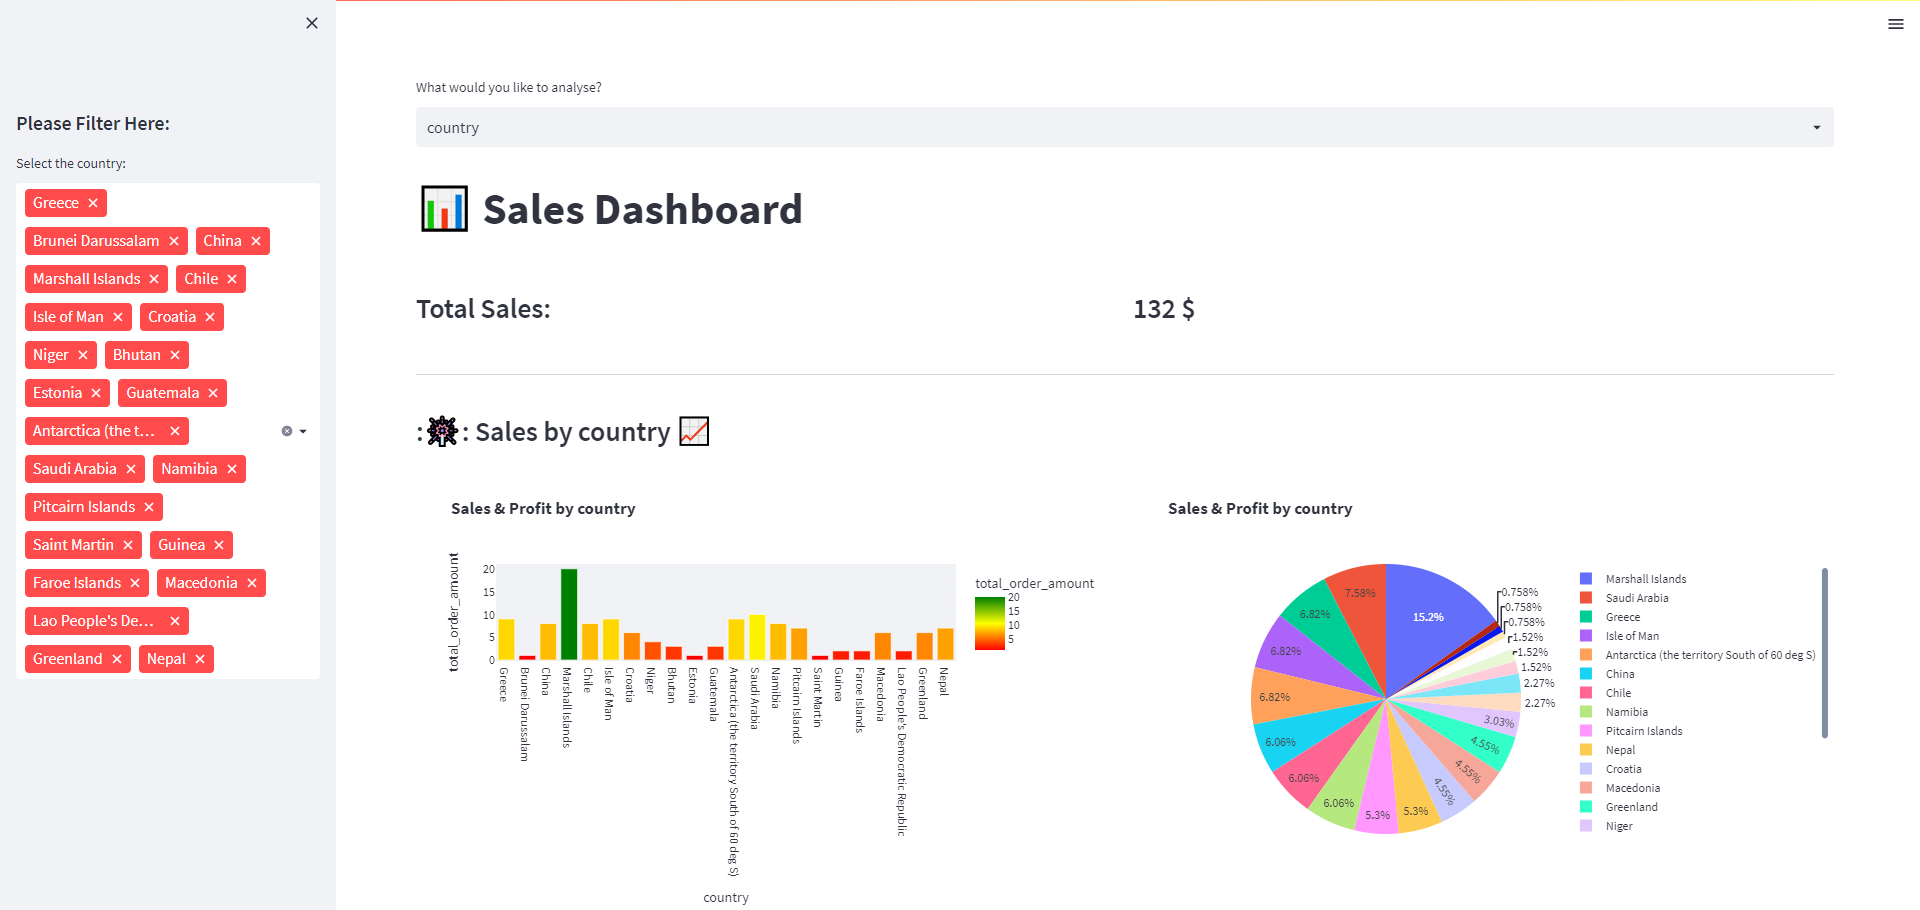 Please Filter Here:
Select the country:
Greece
Brunei Darussalam China
Marshall Islands Chile
Isle of Man Croatia
Niger Bhutan
Estonia Guatemala
Antarctica (the t...
Saudi Arabia Namibia
Pitcairn Islands
Saint Martin Guinea
Faroe Islands Macedonia
Lao People's De...
Greenland Nepal
What would you like to analyse?
country
Sales Dashboard
Total Sales:
132 $
: : Sales by country
Sales & Profit by country
total_order_amount
20
15
10
5
0
Greece
Brunei Darussalam
China
Marshall Islands
Chile
Isle of Man
Croatia
Niger
Bhutan
Estonia
Guatemala
Antarctica (the territory South of 60 deg S)
Saudi Arabia
Namibia
Pitcairn Islands
Saint Martin
Guinea
Faroe Islands
Macedonia
Lao People's Democratic Republic
Greenland
Nepal
country
total_order_amount
20
15
10
5
Sales & Profit by country
15.2%
0.758%
0.758%
0.758%
1.52%
1.52%
1.52%
2.27%
2.27%
3.03%
4.55%
4.55%
4.55%
5.3%
5.3%
6.06%
6.06%
6.06%
6.82%
6.82%
6.82%
7.58%
Marshall Islands
Saudi Arabia
Greece
Isle of Man
Antarctica (the territory South of 60 deg S)
China
Chile
Namibia
Pitcairn Islands
Nepal
Croatia
Macedonia
Greenland
Niger